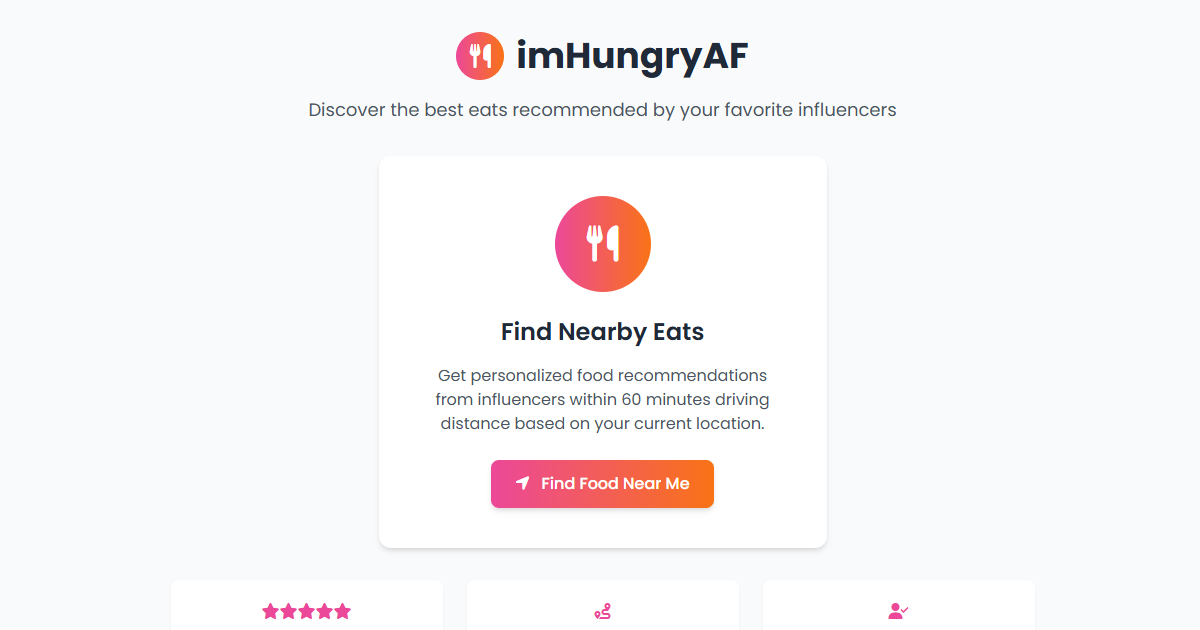 imHungryAF
Discover the best eats recommended by your favorite influencers
Find Nearby Eats
Get personalized food recommendations
from influencers within 60 minutes driving
distance based on your current location.
Find Food Near Me